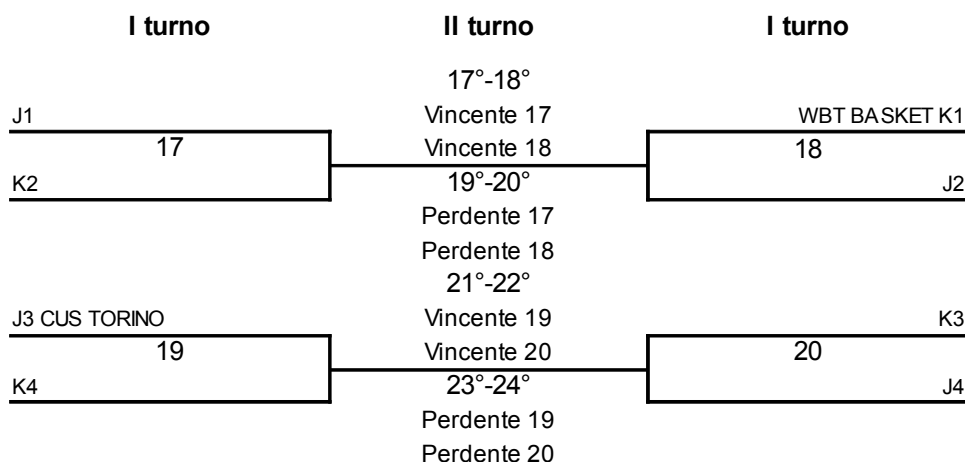 I turno II turno I turno
17°-18°
J1 Vincente 17 WBT BASKET K1
17 Vincente 18 18
K2 19°-20° J2
Perdente 17
Perdente 18
21°-22°
J3 CUS TORINO Vincente 19 K3
19 Vincente 20 20
K4 23°-24° J4
Perdente 19
Perdente 20